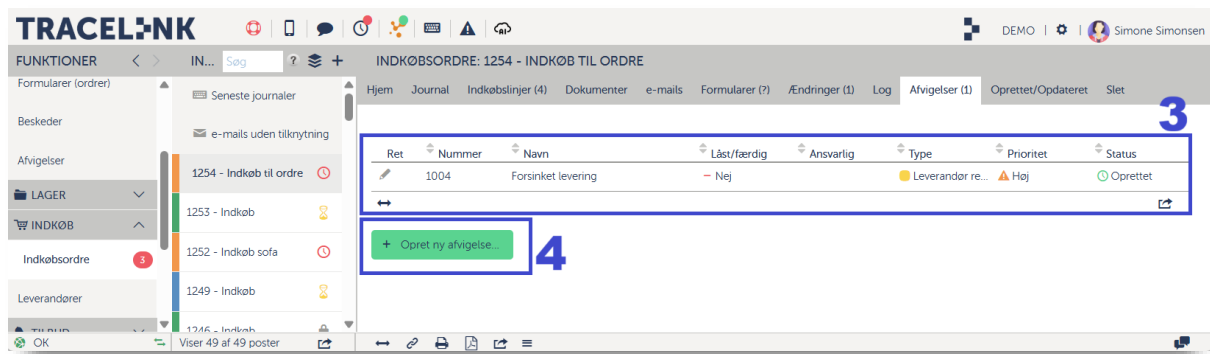 TRACELINK
AI
DEMO
Simone Simonsen
FUNKTIONER
IN...
Søg
?
INDKØBSORDRE: 1254 - INDKØB TIL ORDRE
Formularer (ordrer)
Beskeder
Afvigelser
LAGER
INDKØB
Indkøbsordre 3
Leverandører
OK
Seneste journaler
e-mails uden tilknytning
1254 - Indkøb til ordre
1253 - Indkøb
1252 - Indkøb sofa
1249 - Indkøb
1246 - Indkøb
Viser 49 af 49 poster
Hjem Journal Indkøbslinjer (4) Dokumenter e-mails Formularer (?) Ændringer (1) Log Afvigelser (1) Oprettet/Opdateret Slet
3
Ret Nummer Navn Låst/færdig Ansvarlig Type Prioritet Status
1004 Forsinket levering – Nej Leverandør re... Høj Oprettet
+ Opret ny afvigelse...
4